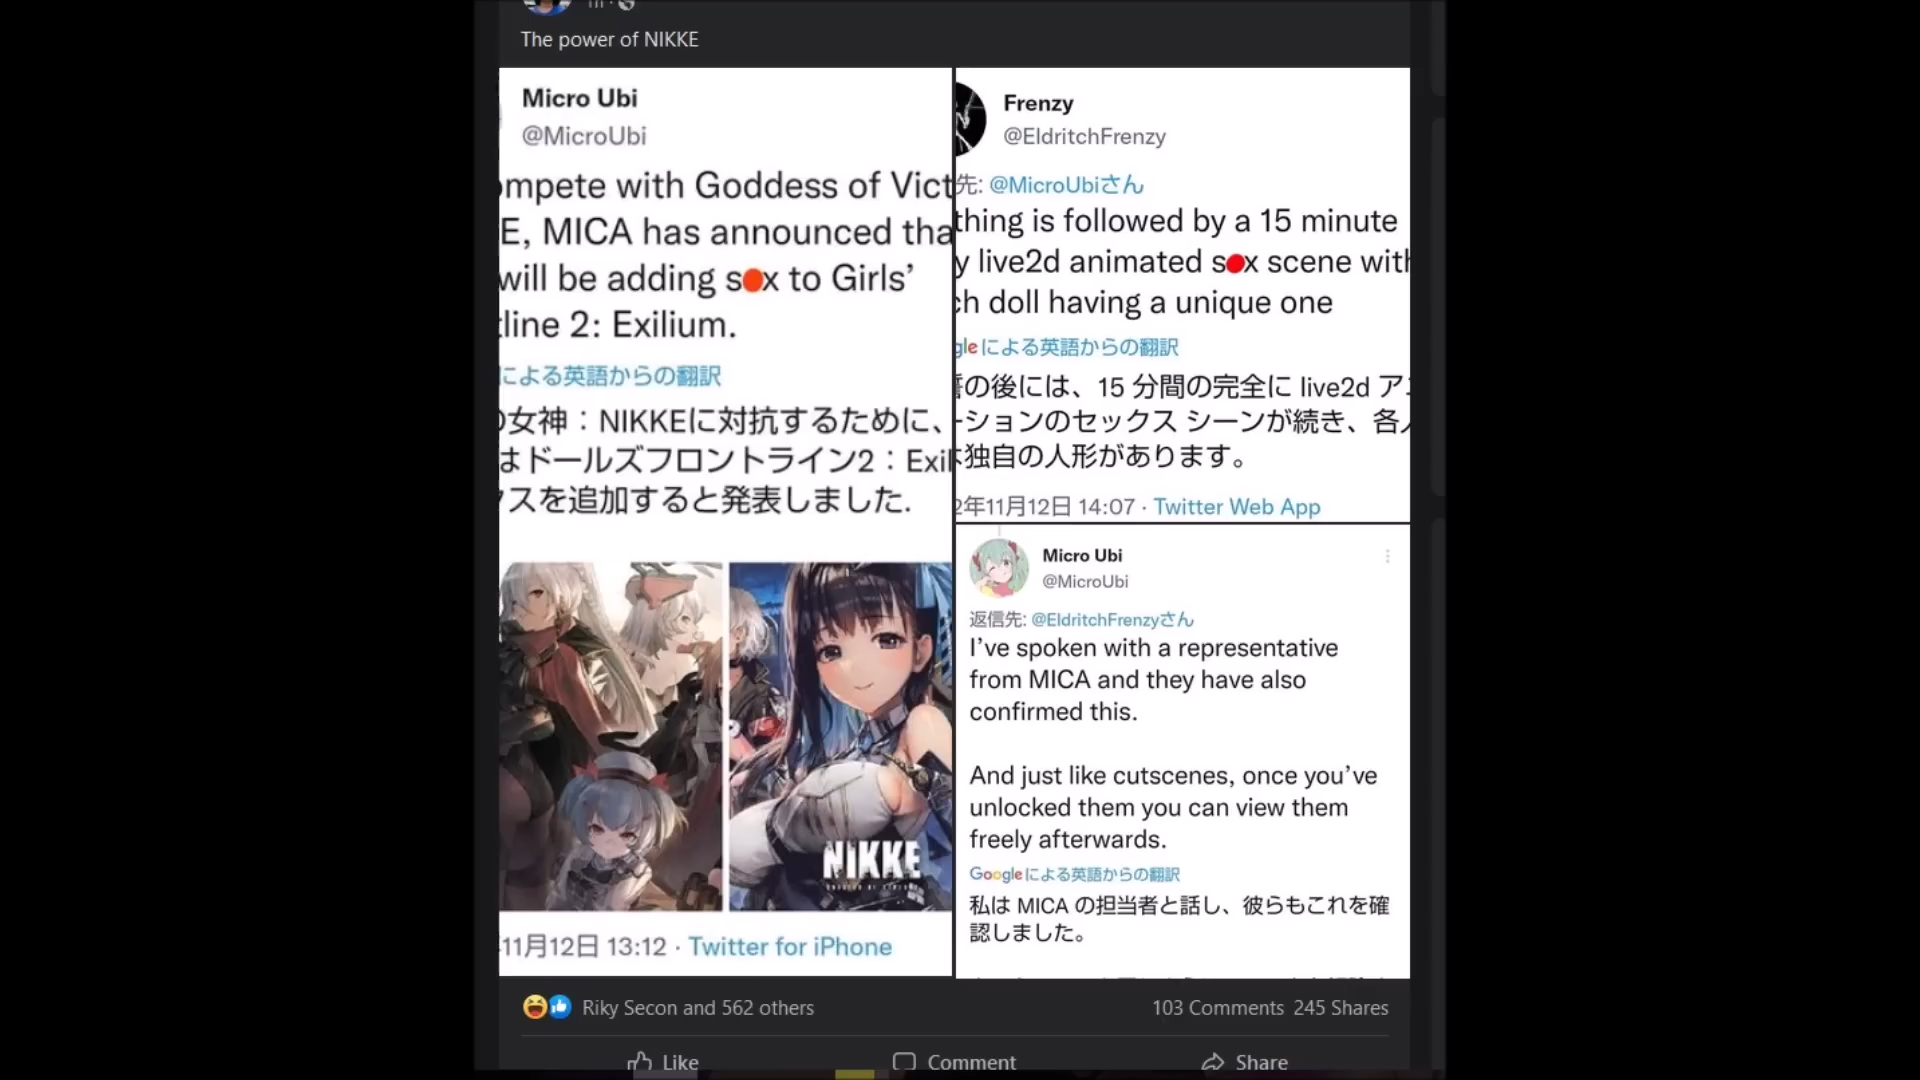 The power of NIKKE
Micro Ubi
@MicroUbi
ompete with Goddess of Vict
E, MICA has announced tha
will be adding s x to Girls'
tline 2: Exilium.
による英語からの翻訳
の女神：NIKKEに対抗するために、
はドールズフロントライン2：Exil
クスを追加すると発表しました.
NIKKE
11月12日 13:12 · Twitter for iPhone
Frenzy
@EldritchFrenzy
先: @MicroUbiさん
thing is followed by a 15 minute
y live2d animated s x scene with
ch doll having a unique one
gleによる英語からの翻訳
の後には、15 分間の完全に live2d アニ
ーションのセックス シーンが続き、各人
独自の人形があります。
2年11月12日 14:07 · Twitter Web App
Micro Ubi
@MicroUbi
返信先: @EldritchFrenzyさん
I've spoken with a representative
from MICA and they have also
confirmed this.
And just like cutscenes, once you've
unlocked them you can view them
freely afterwards.
Googleによる英語からの翻訳
私は MICA の担当者と話し、彼らもこれを確
認しました。
Riky Secon and 562 others
103 Comments 245 Shares
Like
Comment
Share